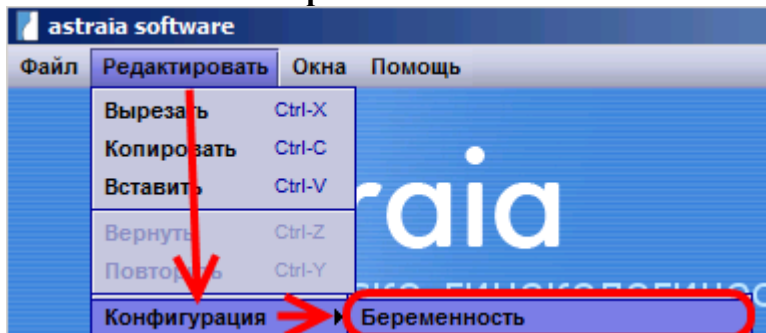 astraia software
Файл Редактировать Окна Помощь
Вырезать Ctrl-X
Копировать Ctrl-C
Вставить Ctrl-V
raia
Вернуть Ctrl-Z
Повторить Ctrl-Y
Конфигурация Беременность